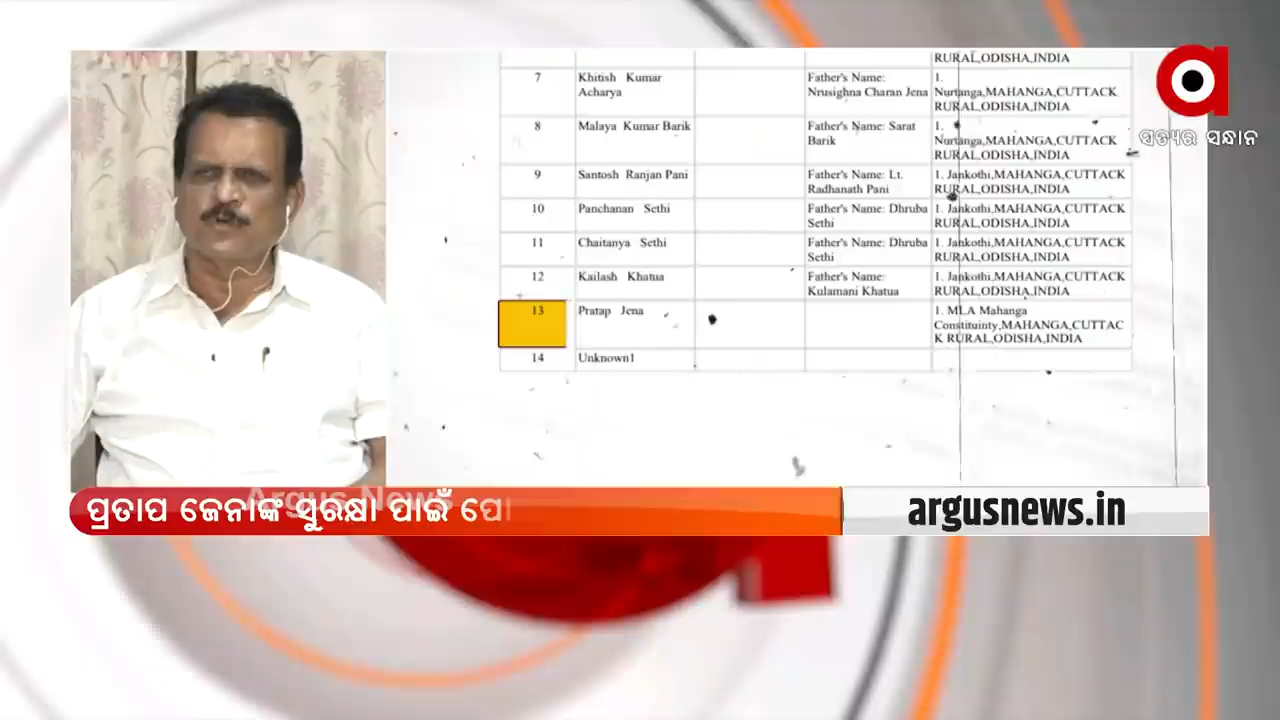 RURAL,ODISHA,INDIA
7 Khitish Kumar Acharya Father's Name: Nrusighna Charan Jena 1. Nurtanga,MAHANGA,CUTTACK RURAL,ODISHA,INDIA
8 Malaya Kumar Barik Father's Name: Sarat Barik 1. Nurtanga,MAHANGA,CUTTACK RURAL,ODISHA,INDIA
9 Santosh Ranjan Pani Father's Name: Lt. Radhanath Pani 1. Jankothi,MAHANGA,CUTTACK RURAL,ODISHA,INDIA
10 Panchanan Sethi Father's Name: Dhruba Sethi 1. Jankothi,MAHANGA,CUTTACK RURAL,ODISHA,INDIA
11 Chaitanya Sethi Father's Name: Dhruba Sethi 1. Jankothi,MAHANGA,CUTTACK RURAL,ODISHA,INDIA
12 Kailash Khatua Father's Name: Kulamani Khatua 1. Jankothi,MAHANGA,CUTTACK RURAL,ODISHA,INDIA
13 Pratap Jena 1. MLA Mahanga Constituinty,MAHANGA,CUTTAC K RURAL,ODISHA,INDIA
14 Unknown1
ସତ୍ୟର ସନ୍ଧାନ
Argus News
ପ୍ରତାପ ଜେନାଙ୍କ ସୁରକ୍ଷା ପାଇଁ ପୋ
argusnews.in